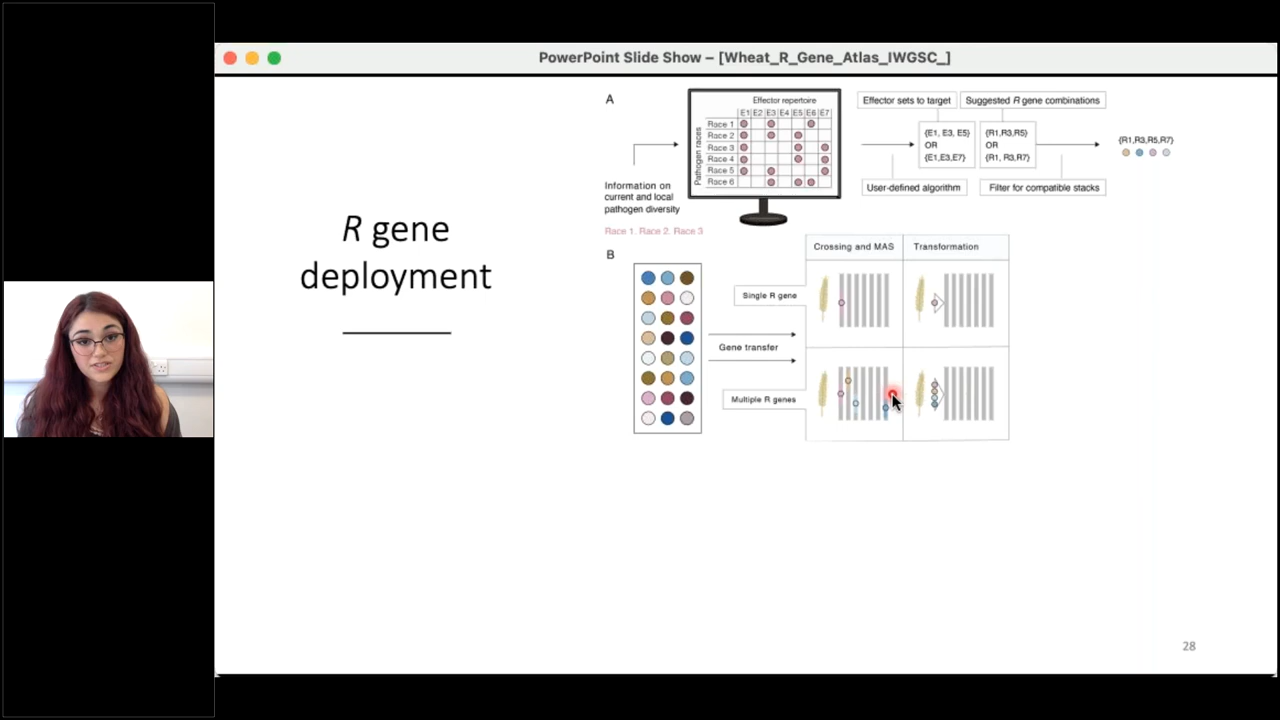 PowerPoint Slide Show – [Wheat_R_Gene_Atlas_IWGSC_]
R gene
deployment
A
Information on
current and local
pathogen diversity
Race 1. Race 2. Race 3
Effector repertoire
Pathogen races
E1 E2 E3 E4 E5 E6 E7
Race 1
Race 2
Race 3
Race 4
Race 5
Race 6
Effector sets to target
Suggested R gene combinations
{E1, E3, E5}
OR
{E1,E3,E7}
{R1,R3,R5}
OR
{R1, R3,R7}
{R1,R3,R5,R7}
User-defined algorithm
Filter for compatible stacks
B
Gene transfer
Crossing and MAS
Transformation
Single R gene
Multiple R genes
28